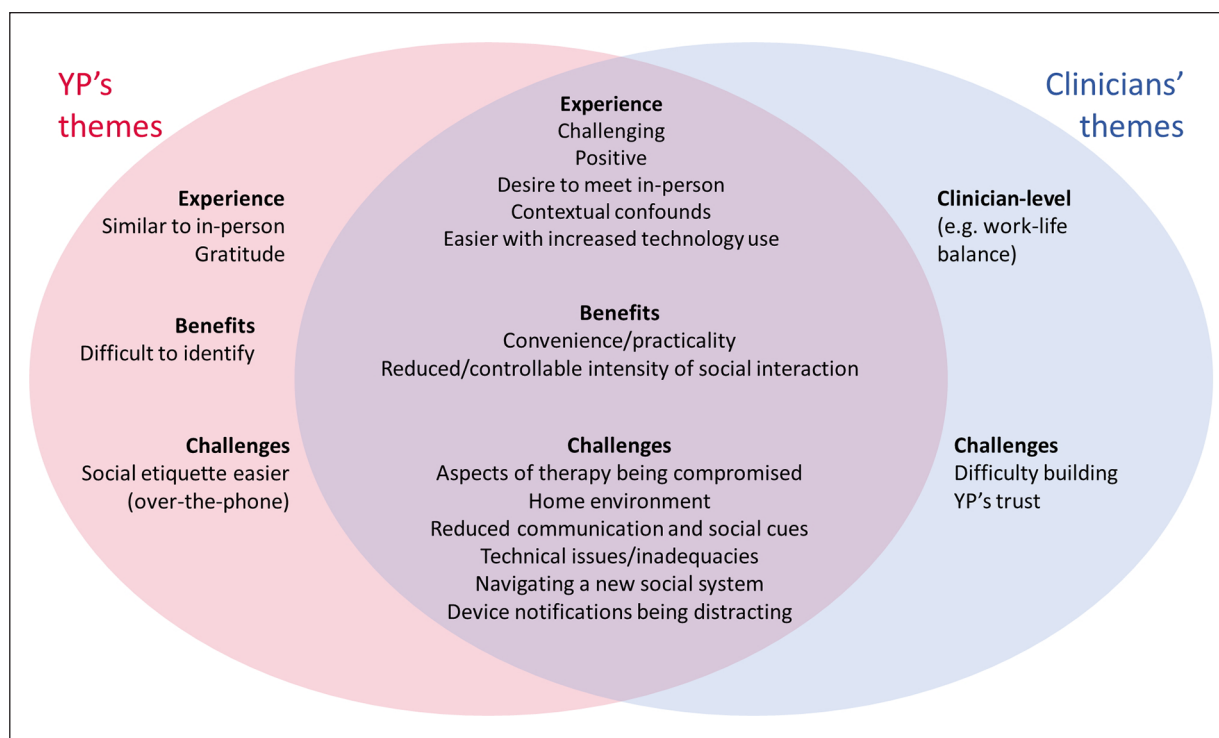 YP's
themes
Experience
Similar to in-person
Gratitude
Benefits
Difficult to identify
Challenges
Social etiquette easier
(over-the-phone)
Experience
Challenging
Positive
Desire to meet in-person
Contextual confounds
Easier with increased technology use
Benefits
Convenience/practicality
Reduced/controllable intensity of social interaction
Challenges
Aspects of therapy being compromised
Home environment
Reduced communication and social cues
Technical issues/inadequacies
Navigating a new social system
Device notifications being distracting
Clinicians'
themes
Clinician-level
(e.g. work-life
balance)
Challenges
Difficulty building
YP's trust